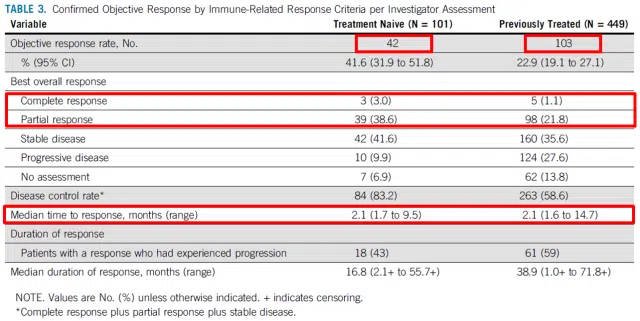 TABLE 3. Confirmed Objective Response by Immune-Related Response Criteria per Investigator Assessment
Variable Treatment Naive (N = 101) Previously Treated (N = 449)
Objective response rate, No. 42 103
% (95% CI) 41.6 (31.9 to 51.8) 22.9 (19.1 to 27.1)
Best overall response
Complete response 3 (3.0) 5 (1.1)
Partial response 39 (38.6) 98 (21.8)
Stable disease 42 (41.6) 160 (35.6)
Progressive disease 10 (9.9) 124 (27.6)
No assessment 7 (6.9) 62 (13.8)
Disease control rate* 84 (83.2) 263 (58.6)
Median time to response, months (range) 2.1 (1.7 to 9.5) 2.1 (1.6 to 14.7)
Duration of response
Patients with a response who had experienced progression 18 (43) 61 (59)
Median duration of response, months (range) 16.8 (2.1+ to 55.7+) 38.9 (1.0+ to 71.8+)
NOTE. Values are No. (%) unless otherwise indicated. + indicates censoring.
*Complete response plus partial response plus stable disease.